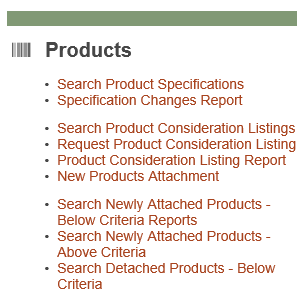 Products
• Search Product Specifications
• Specification Changes Report
• Search Product Consideration Listings
• Request Product Consideration Listing
• Product Consideration Listing Report
• New Products Attachment
• Search Newly Attached Products -
Below Criteria Reports
• Search Newly Attached Products -
Above Criteria
• Search Detached Products - Below
Criteria